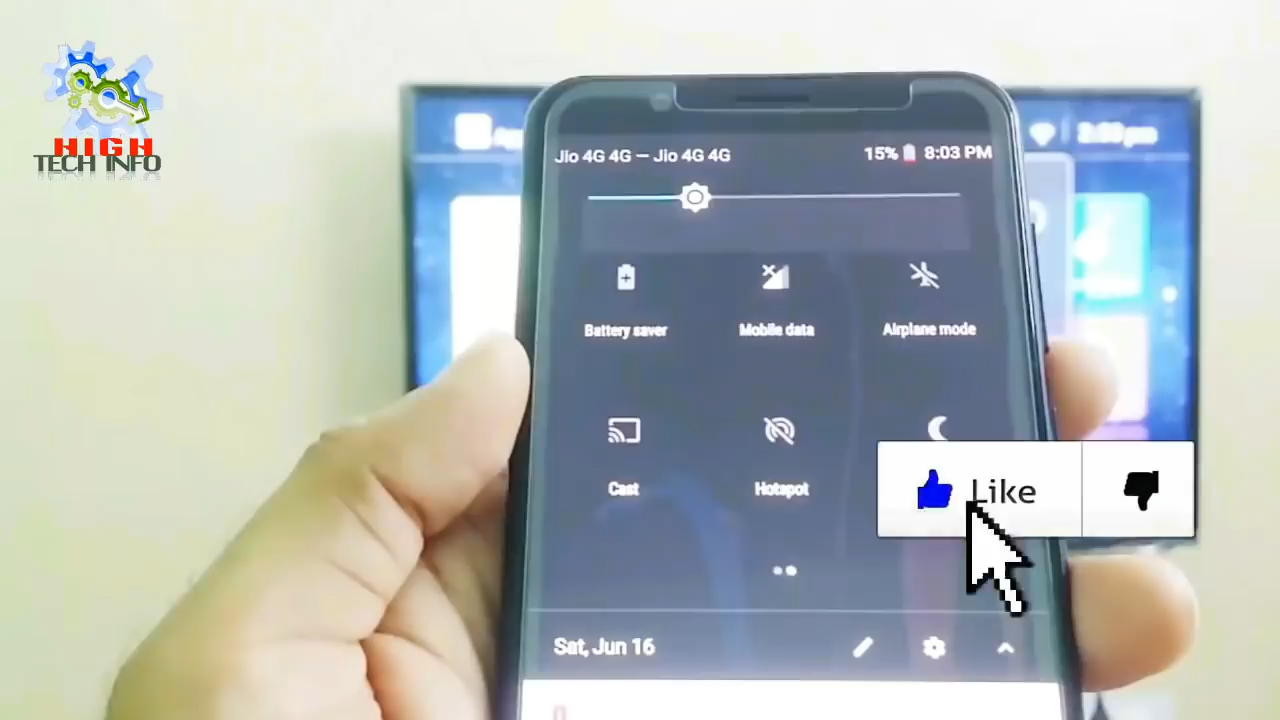 HIGH
TECH INFO
Jio 4G 4G — Jio 4G 4G
15% 8:03 PM
Battery saver
Mobile data
Airplane mode
Cast
Hotspot
Like
Sat, Jun 16